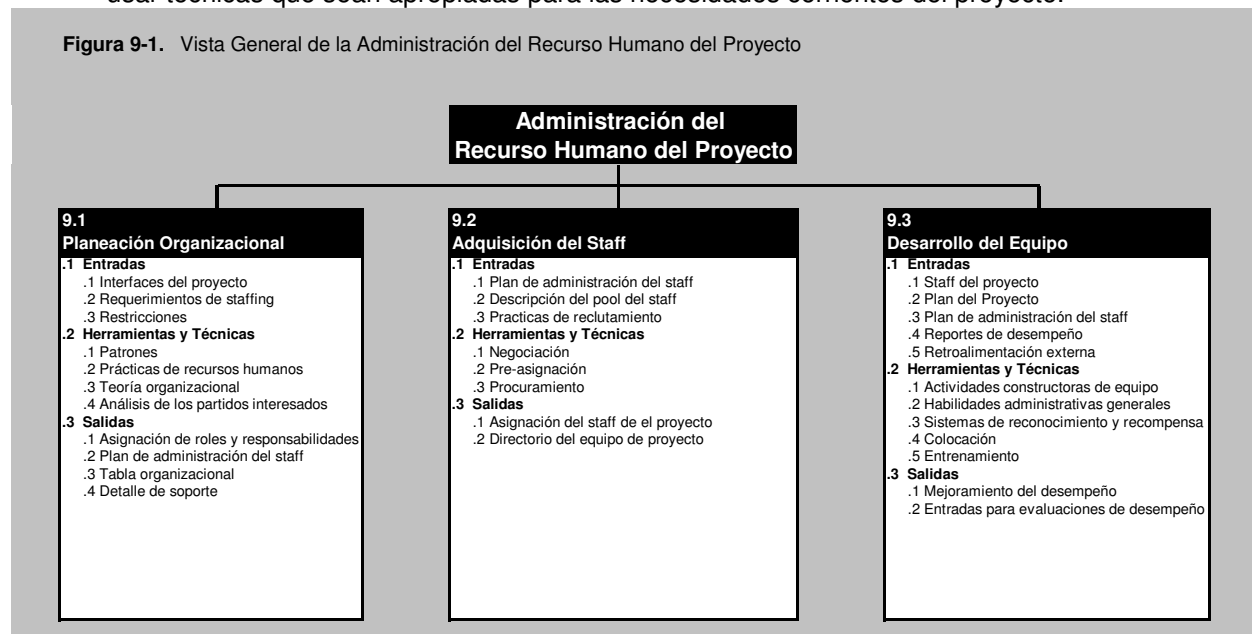 usar técnicas que sean apropiadas para las necesidades corrientes del proyecto.
Figura 9-1. Vista General de la Administración del Recurso Humano del Proyecto
Administración del
Recurso Humano del Proyecto
9.1
Planeación Organizacional
.1 Entradas
.1 Interfaces del proyecto
.2 Requerimientos de staffing
.3 Restricciones
.2 Herramientas y Técnicas
.1 Patrones
.2 Prácticas de recursos humanos
.3 Teoría organizacional
.4 Análisis de los partidos interesados
.3 Salidas
.1 Asignación de roles y responsabilidades
.2 Plan de administración del staff
.3 Tabla organizacional
.4 Detalle de soporte
9.2
Adquisición del Staff
.1 Entradas
.1 Plan de administración del staff
.2 Descripción del pool del staff
.3 Practicas de reclutamiento
.2 Herramientas y Técnicas
.1 Negociación
.2 Pre-asignación
.3 Procuramiento
.3 Salidas
.1 Asignación del staff de el proyecto
.2 Directorio del equipo de proyecto
9.3
Desarrollo del Equipo
.1 Entradas
.1 Staff del proyecto
.2 Plan del Proyecto
.3 Plan de administración del staff
.4 Reportes de desempeño
.5 Retroalimentación externa
.2 Herramientas y Técnicas
.1 Actividades constructoras de equipo
.2 Habilidades administrativas generales
.3 Sistemas de reconocimiento y recompensa
.4 Colocación
.5 Entrenamiento
.3 Salidas
.1 Mejoramiento del desempeño
.2 Entradas para evaluaciones de desempeño